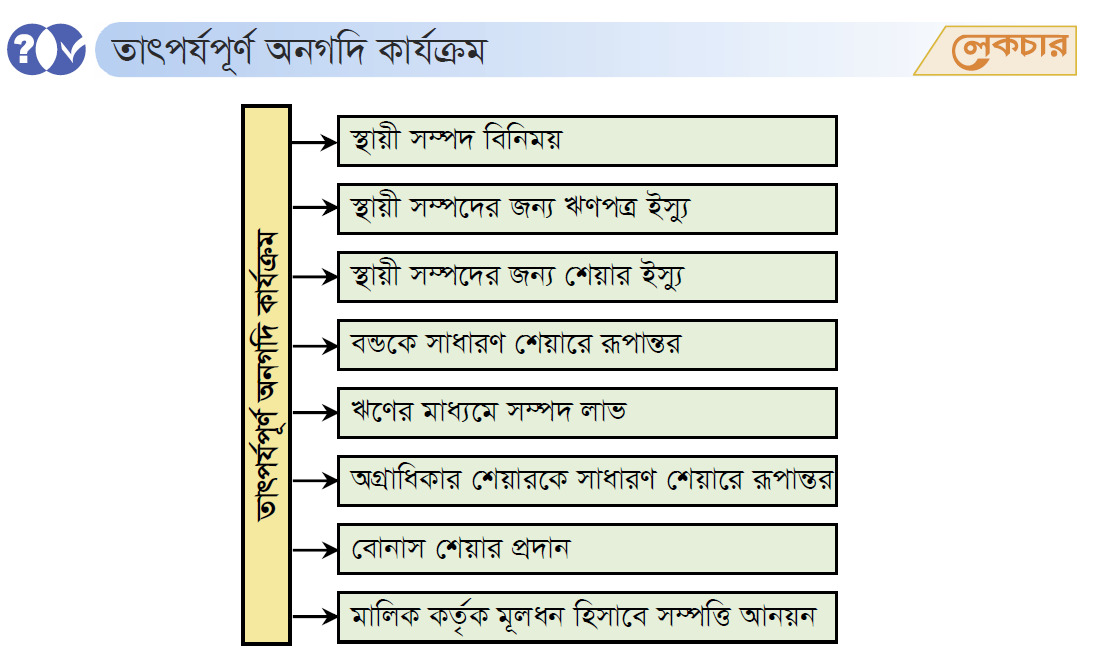 ?
তাৎপর্যপূর্ণ অনগদি কার্যক্রম
লেকচার
তাৎপর্যপূর্ণ অনগদি কার্যক্রম
স্থায়ী সম্পদ বিনিময়
স্থায়ী সম্পদের জন্য ঋণপত্র ইস্যু
স্থায়ী সম্পদের জন্য শেয়ার ইস্যু
বন্ডকে সাধারণ শেয়ারে রূপান্তর
ঋণের মাধ্যমে সম্পদ লাভ
অগ্রাধিকার শেয়ারকে সাধারণ শেয়ারে রূপান্তর
বোনাস শেয়ার প্রদান
মালিক কর্তৃক মূলধন হিসাবে সম্পত্তি আনয়ন